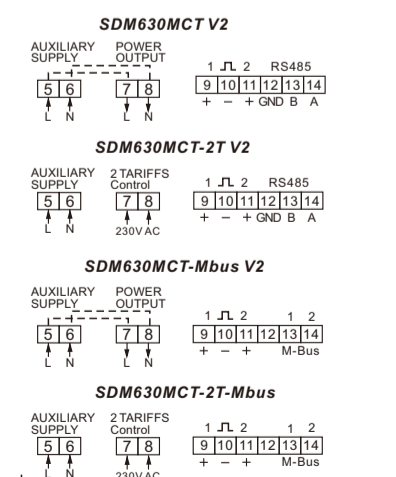 SDM630MCT V2
AUXILIARY SUPPLY POWER OUTPUT
1 2 RS485
5 6 7 8 9 10 11 12 13 14
L N L N + – + GND B A
SDM630MCT-2T V2
AUXILIARY SUPPLY 2 TARIFFS Control
1 2 RS485
5 6 7 8 9 10 11 12 13 14
L N 230V AC + – + GND B A
SDM630MCT-Mbus V2
AUXILIARY SUPPLY POWER OUTPUT
1 2 1 2
5 6 7 8 9 10 11 12 13 14
L N L N + – + M-Bus
SDM630MCT-2T-Mbus
AUXILIARY SUPPLY 2 TARIFFS Control
1 2 1 2
5 6 7 8 9 10 11 12 13 14
L N 230V AC + – + M-Bus